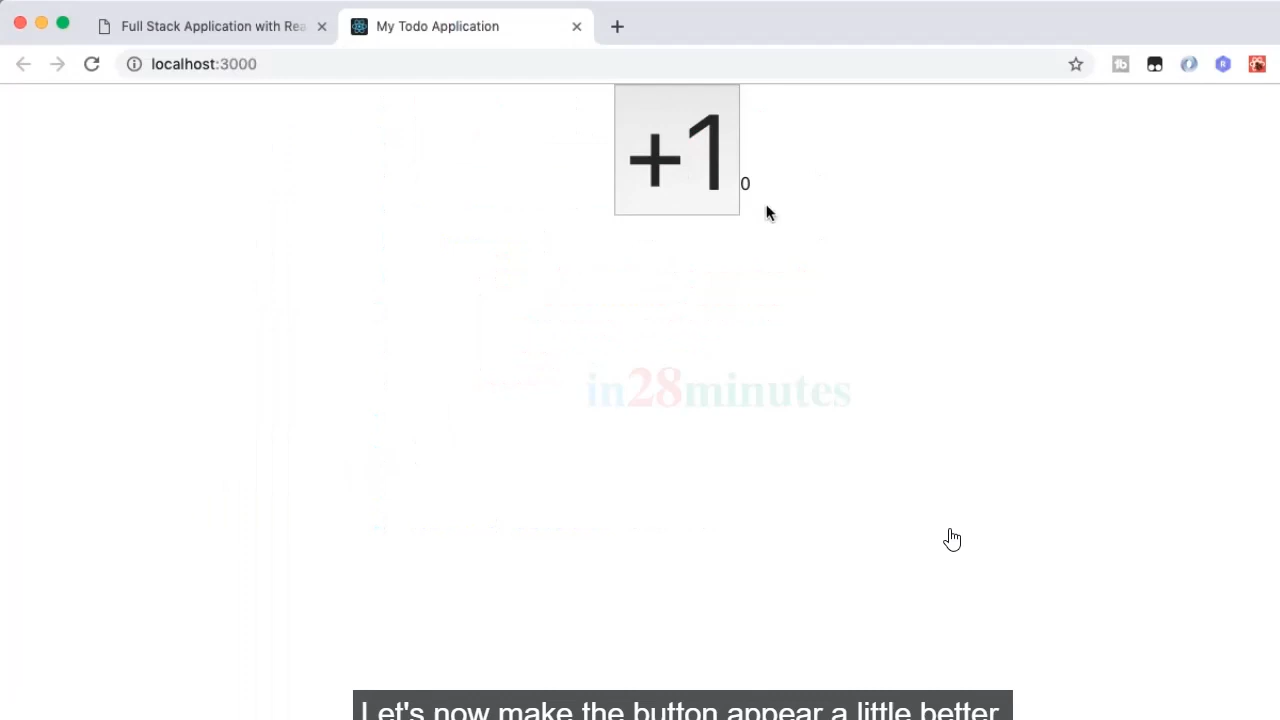 Full Stack Application with Rea
My Todo Application
localhost:3000
+1
0
in28minutes
Let's now make the button appear a little better